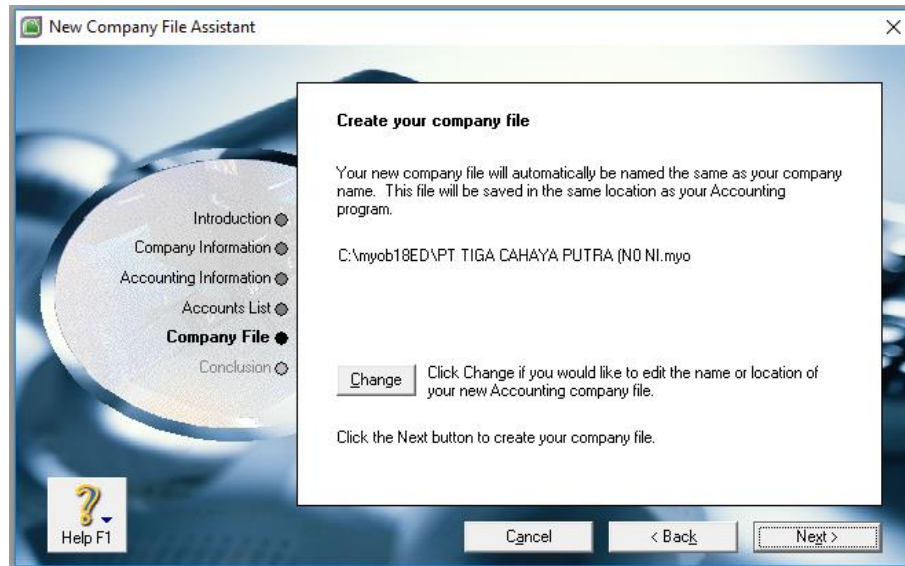 New Company File Assistant
Create your company file
Your new company file will automatically be named the same as your company
name. This file will be saved in the same location as your Accounting
program.
Introduction
Company Information
C:\myob18ED\PT TIGA CAHAYA PUTRA (N0 NI.myo
Accounting Information
Accounts List
Company File
Conclusion
Change
Click Change if you would like to edit the name or location of
your new Accounting company file.
Click the Next button to create your company file.
Help F1
Cancel
< Back
Next >